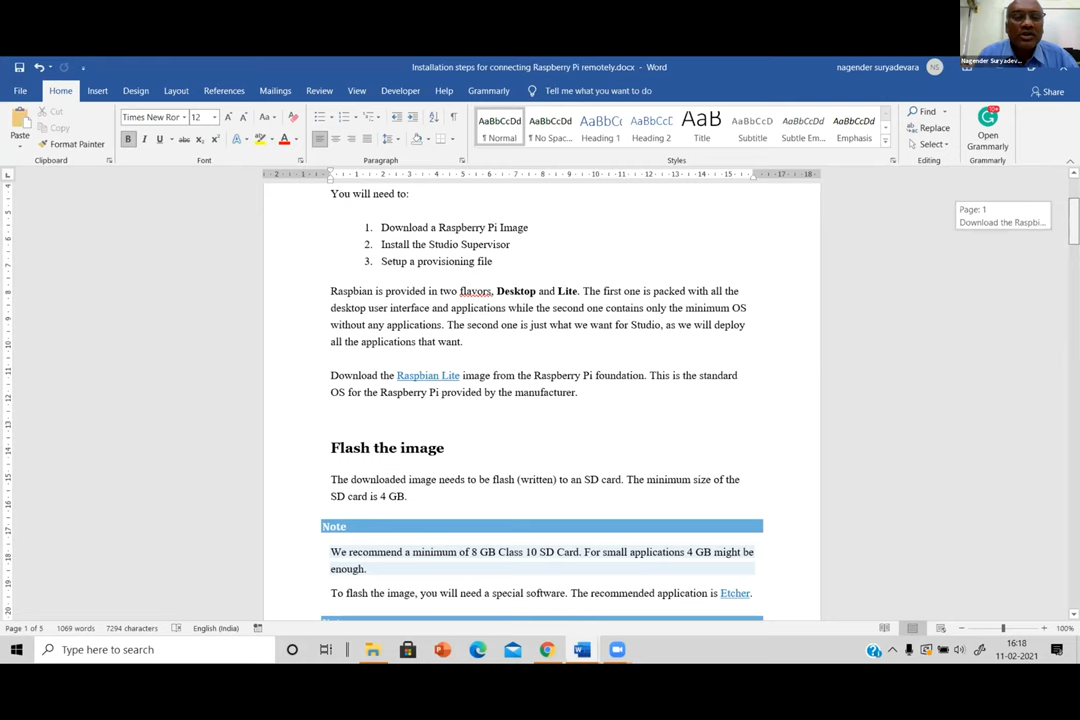 Installation steps for connecting Raspberry Pi remotely.docx - Word
nagender suryadevara
NS
Nagender Suryadev...
File Home Insert Design Layout References Mailings Review View Developer Help Grammarly Tell me what you want to do
Share
Paste
Cut
Copy
Format Painter
Clipboard
Times New Ror 12
Font
Paragraph
AaBbCcDd AaBbCcDd AaBbCc AaBbCcD AaB AaBbCcD AaBbCcDd AaBbCcDd
¶ Normal ¶ No Spac... Heading 1 Heading 2 Title Subtitle Subtle Em... Emphasis
Styles
Find
Replace
Select
Editing
Open
Grammarly
Grammarly
Page: 1
Download the Raspbi...
You will need to:
1. Download a Raspberry Pi Image
2. Install the Studio Supervisor
3. Setup a provisioning file
Raspbian is provided in two flavors, Desktop and Lite. The first one is packed with all the
desktop user interface and applications while the second one contains only the minimum OS
without any applications. The second one is just what we want for Studio, as we will deploy
all the applications that want.
Download the Raspbian Lite image from the Raspberry Pi foundation. This is the standard
OS for the Raspberry Pi provided by the manufacturer.
Flash the image
The downloaded image needs to be flash (written) to an SD card. The minimum size of the
SD card is 4 GB.
Note
We recommend a minimum of 8 GB Class 10 SD Card. For small applications 4 GB might be
enough.
To flash the image, you will need a special software. The recommended application is Etcher.
Page 1 of 5 1069 words 7294 characters English (India)
100%
Type here to search
16:18
11-02-2021